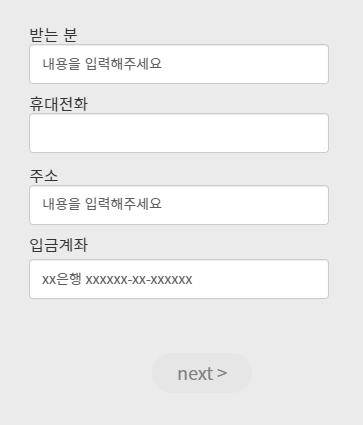 받는 분
내용을 입력해주세요
휴대전화
주소
내용을 입력해주세요
입금계좌
xx은행 xxxxxx-xx-xxxxxx
next >